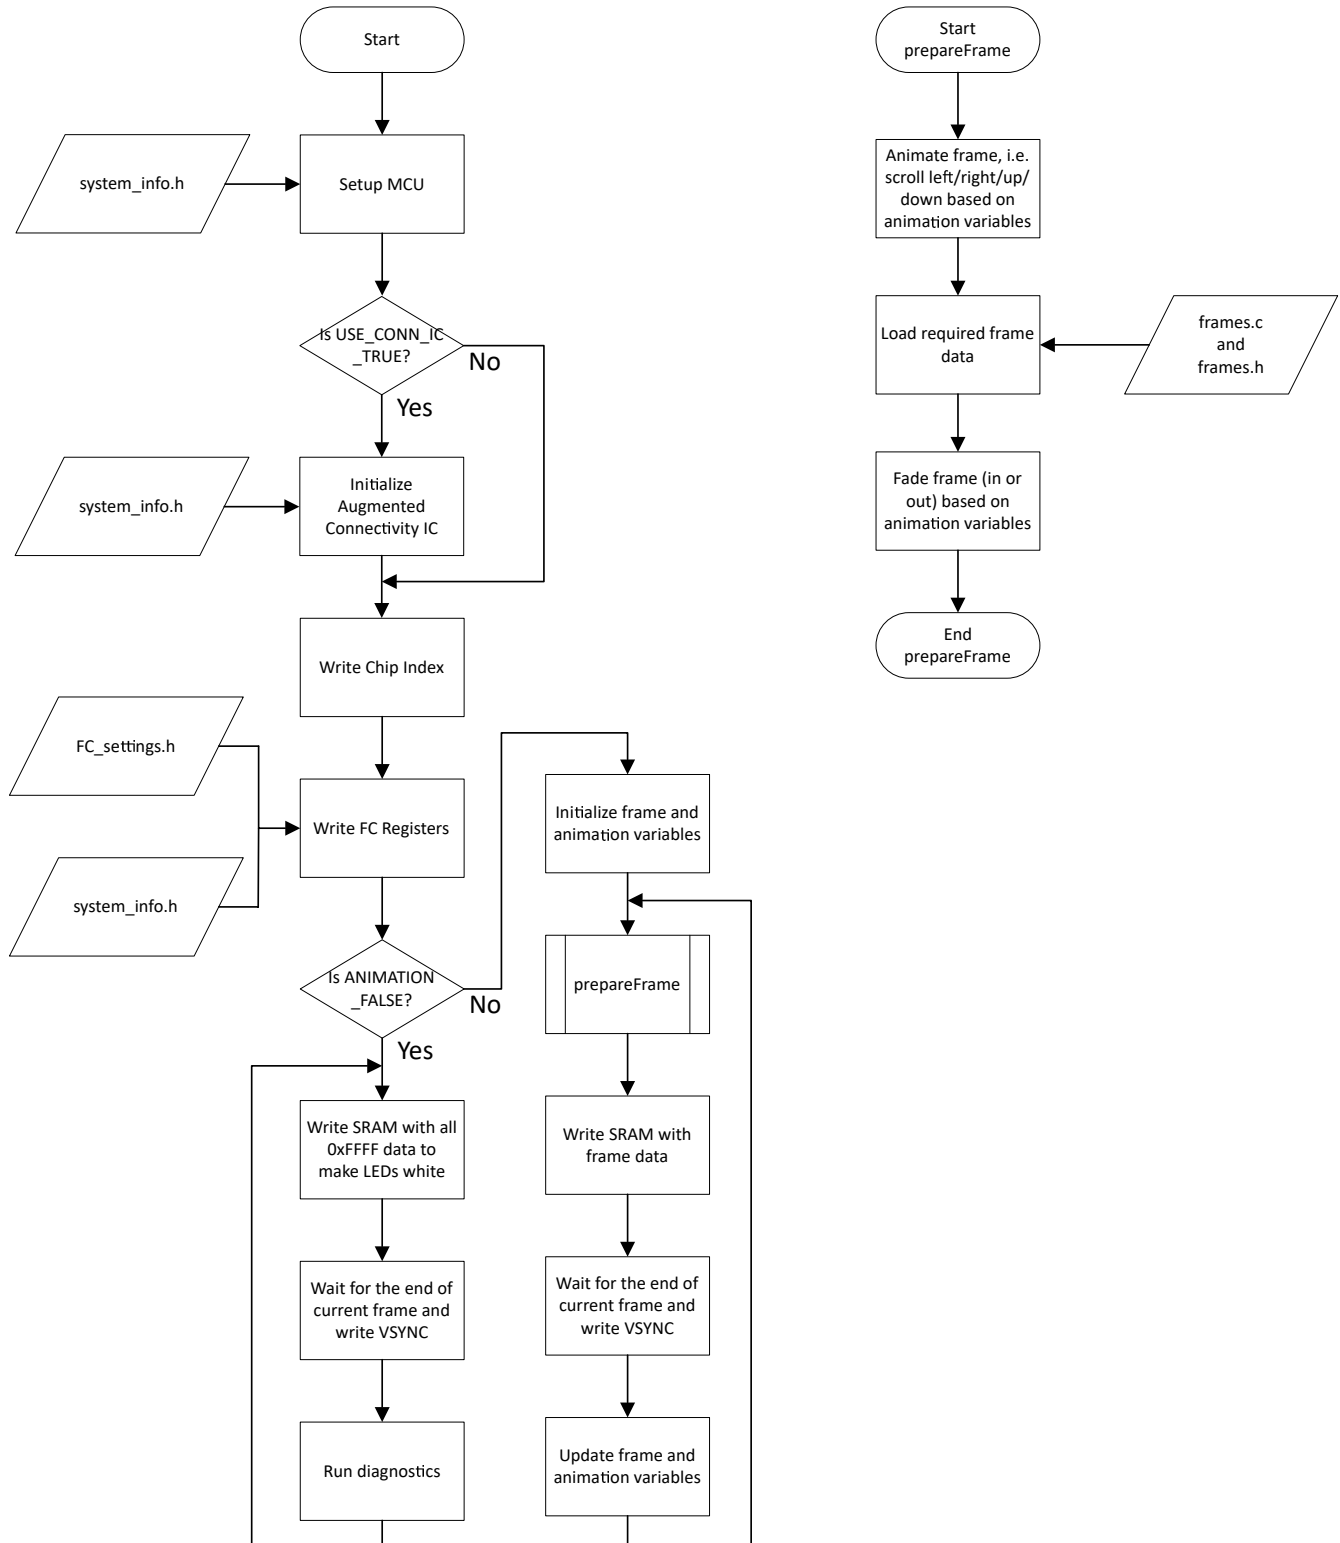 Start
system_info.h
Setup MCU
Is USE_CONN_IC
_TRUE?
No
Yes
system_info.h
Initialize
Augmented
Connectivity IC
Write Chip Index
FC_settings.h
Write FC Registers
system_info.h
Is ANIMATION
_FALSE?
No
Yes
Write SRAM with all
0xFFFF data to
make LEDs white
Wait for the end of
current frame and
write VSYNC
Run diagnostics
Initialize frame and
animation variables
prepareFrame
Write SRAM with
frame data
Wait for the end of
current frame and
write VSYNC
Update frame and
animation variables
Start
prepareFrame
Animate frame, i.e.
scroll left/right/up/
down based on
animation variables
Load required frame
data
frames.c
and
frames.h
Fade frame (in or
out) based on
animation variables
End
prepareFrame